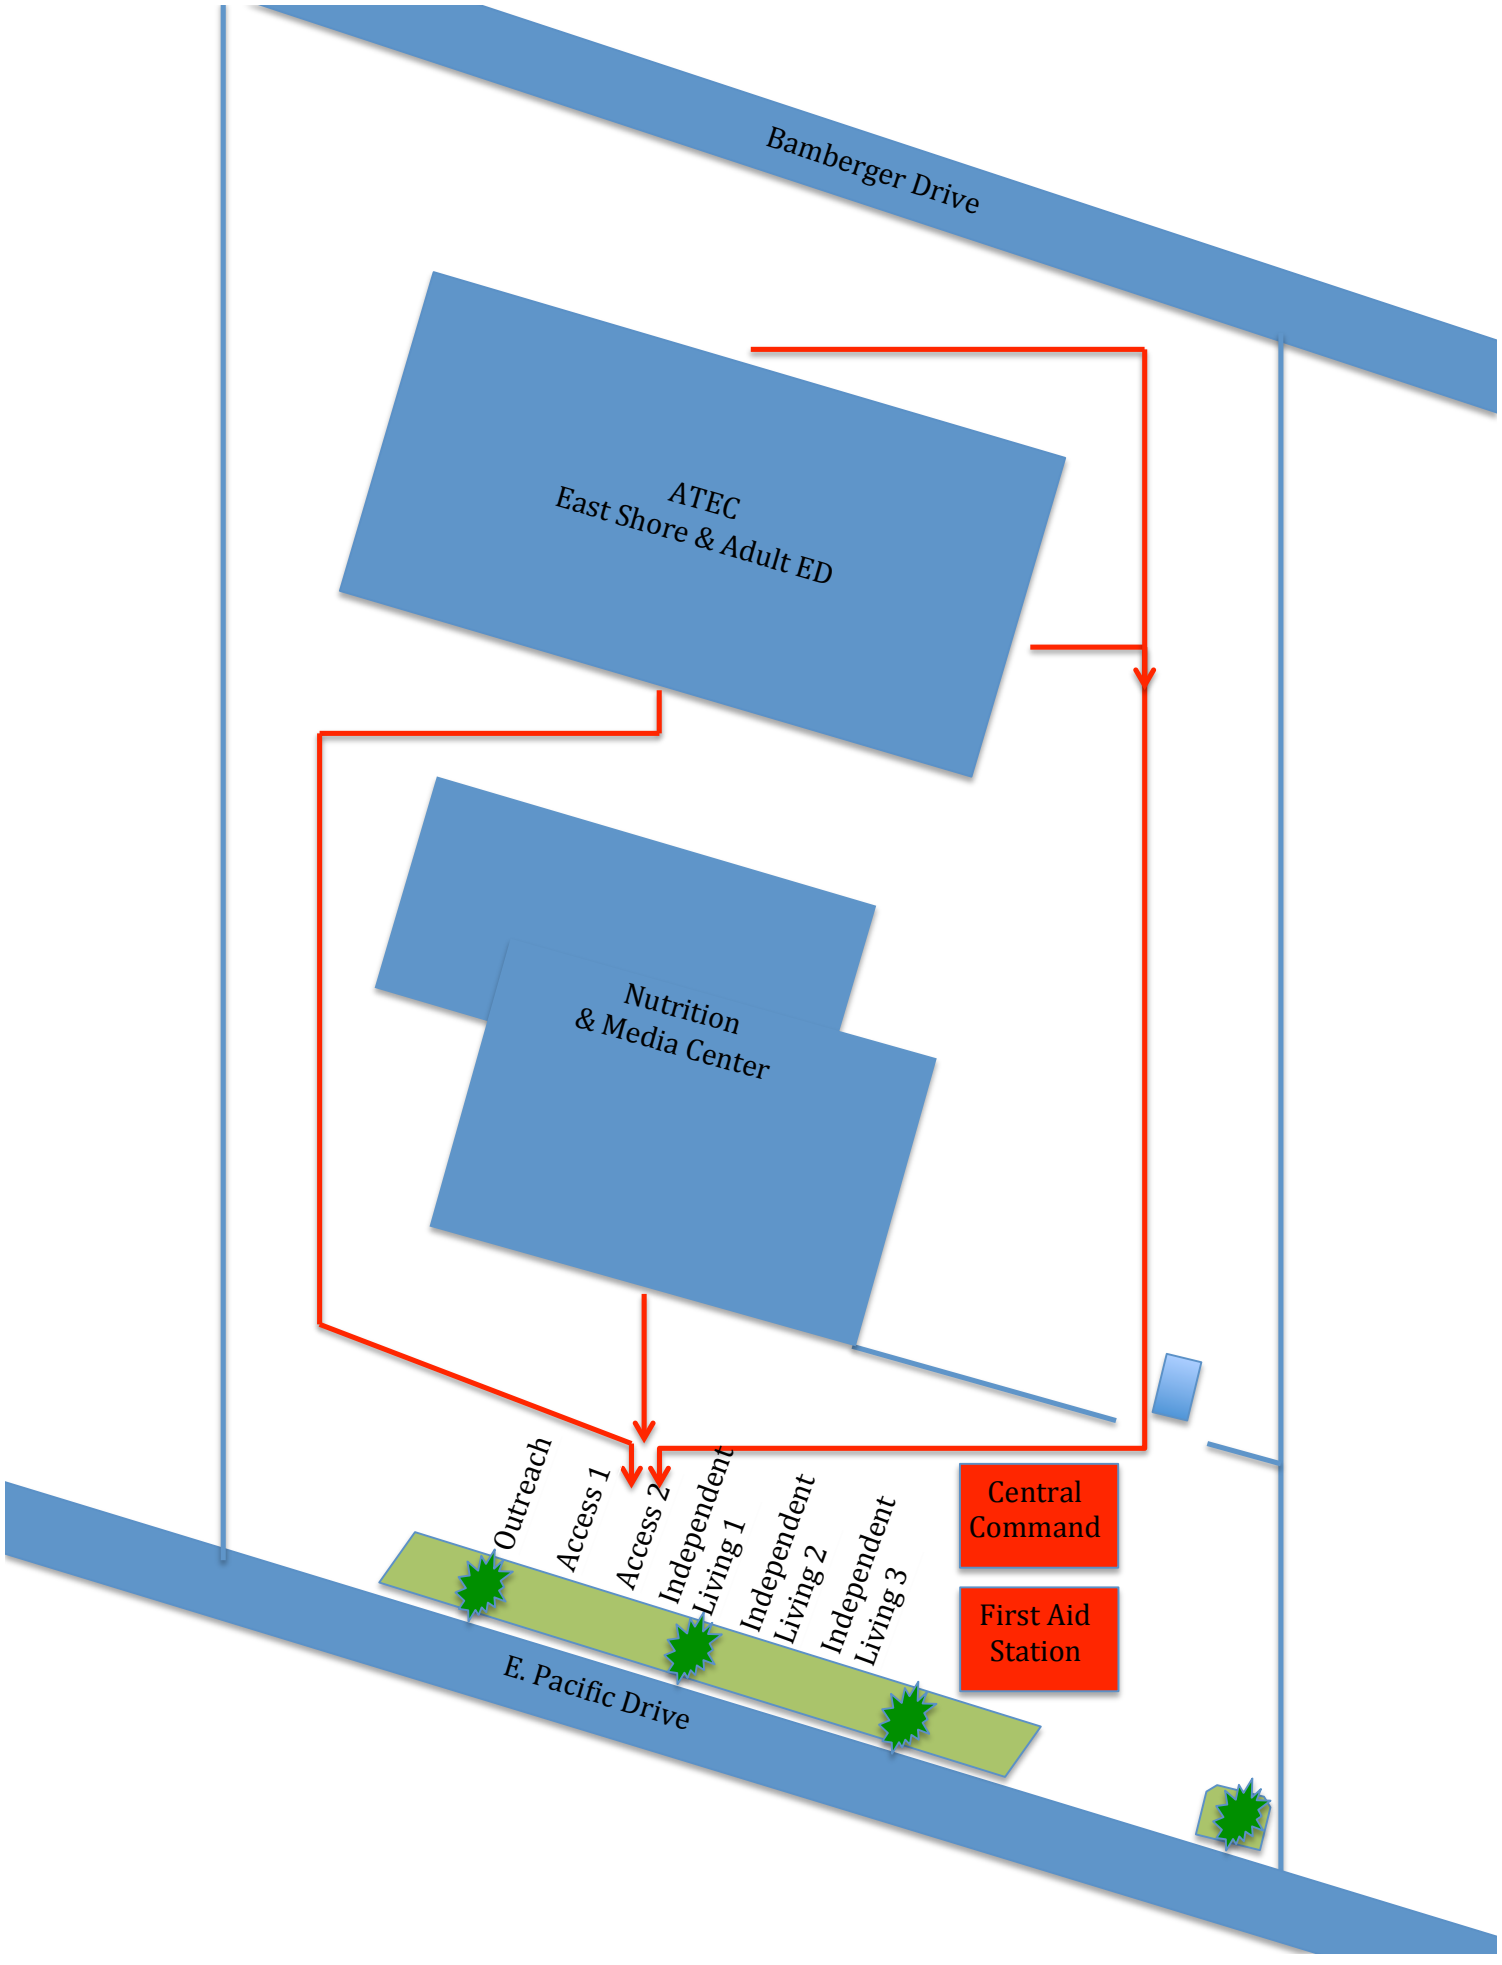 Bamberger Drive
ATEC
East Shore & Adult ED
Nutrition
& Media Center
Outreach
Access 1
Access 2
Independent
Living 1
Independent
Living 2
Independent
Living 3
Central
Command
First Aid
Station
E. Pacific Drive